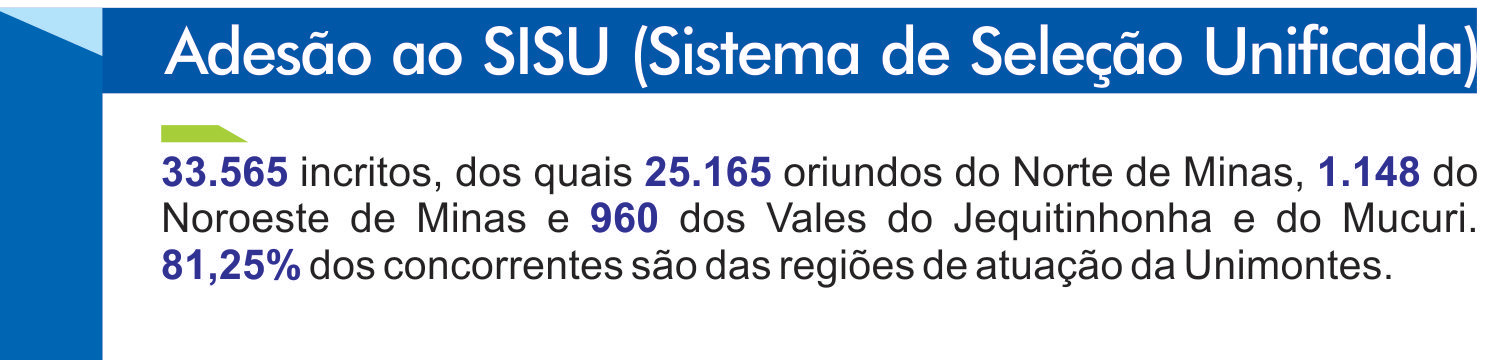 Adesão ao SISU (Sistema de Seleção Unificada)
33.565 incritos, dos quais 25.165 oriundos do Norte de Minas, 1.148 do
Noroeste de Minas e 960 dos Vales do Jequitinhonha e do Mucuri.
81,25% dos concorrentes são das regiões de atuação da Unimontes.